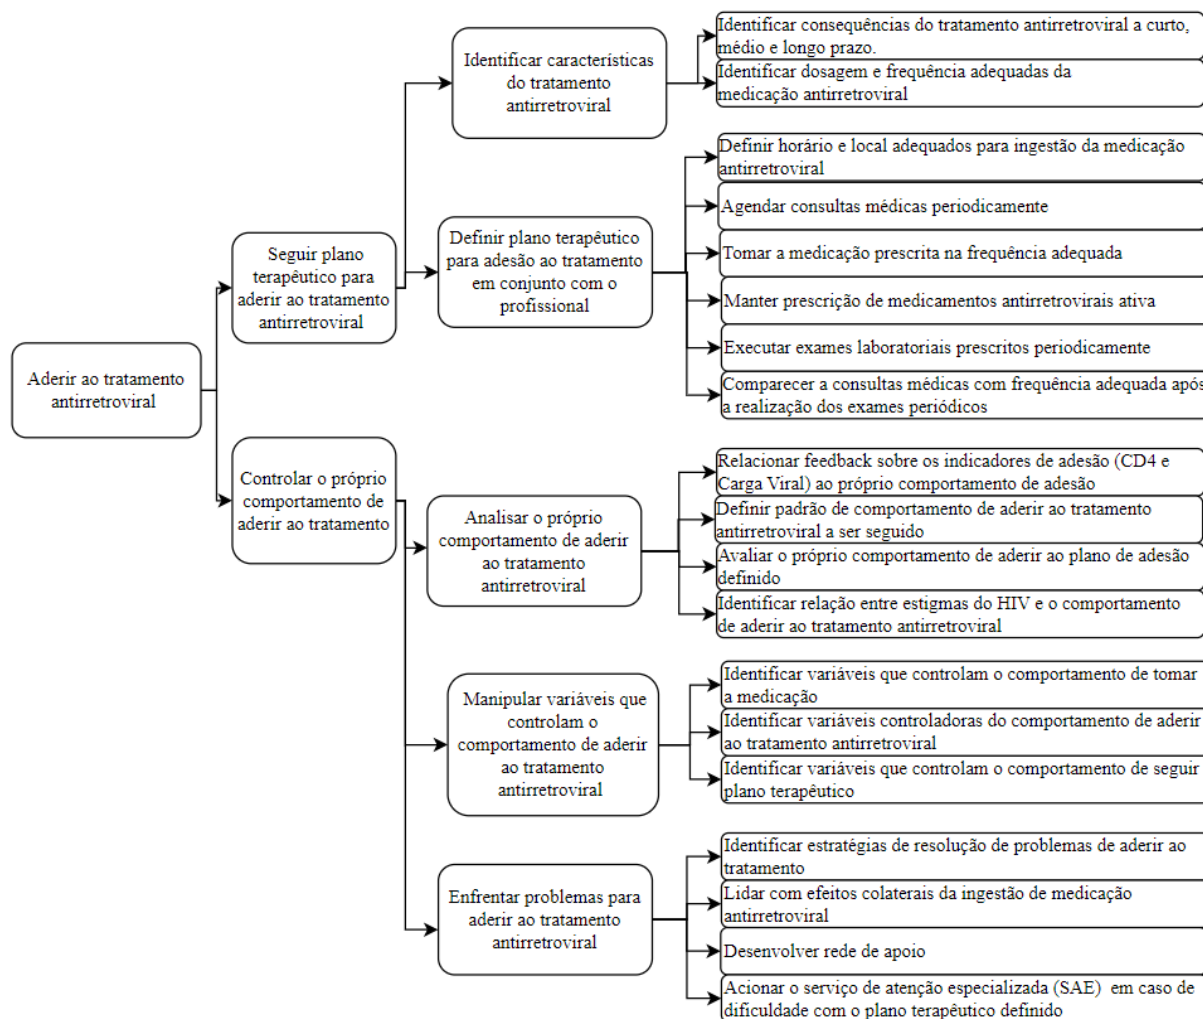 Aderir ao tratamento
antirretroviral
Seguir plano
terapêutico para
aderir ao tratamento
antirretroviral
Controlar o próprio
comportamento de
aderir ao tratamento
Identificar características
do tratamento
antirretroviral
Definir plano terapêutico
para adesão ao tratamento
em conjunto com o
profissional
Analisar o próprio
comportamento de aderir
ao tratamento
antirretroviral
Manipular variáveis que
controlam o
comportamento de aderir
ao tratamento
antirretroviral
Enfrentar problemas para
aderir ao tratamento
antirretroviral
Identificar consequências do tratamento antirretroviral a curto,
médio e longo prazo.
Identificar dosagem e frequência adequadas da
medicação antirretroviral
Definir horário e local adequados para ingestão da medicação
antirretroviral
Agendar consultas médicas periodicamente
Tomar a medicação prescrita na frequência adequada
Manter prescrição de medicamentos antirretrovirais ativa
Executar exames laboratoriais prescritos periodicamente
Comparecer a consultas médicas com frequência adequada após
a realização dos exames periódicos
Relacionar feedback sobre os indicadores de adesão (CD4 e
Carga Viral) ao próprio comportamento de adesão
Definir padrão de comportamento de aderir ao tratamento
antirretroviral a ser seguido
Avaliar o próprio comportamento de aderir ao plano de adesão
definido
Identificar relação entre estigmas do HIV e o comportamento
de aderir ao tratamento antirretroviral
Identificar variáveis que controlam o comportamento de tomar
a medicação
Identificar variáveis controladoras do comportamento de aderir
ao tratamento antirretroviral
Identificar variáveis que controlam o comportamento de seguir
plano terapêutico
Identificar estratégias de resolução de problemas de aderir ao
tratamento
Lidar com efeitos colaterais da ingestão de medicação
antirretroviral
Desenvolver rede de apoio
Acionar o serviço de atenção especializada (SAE) em caso de
dificuldade com o plano terapêutico definido